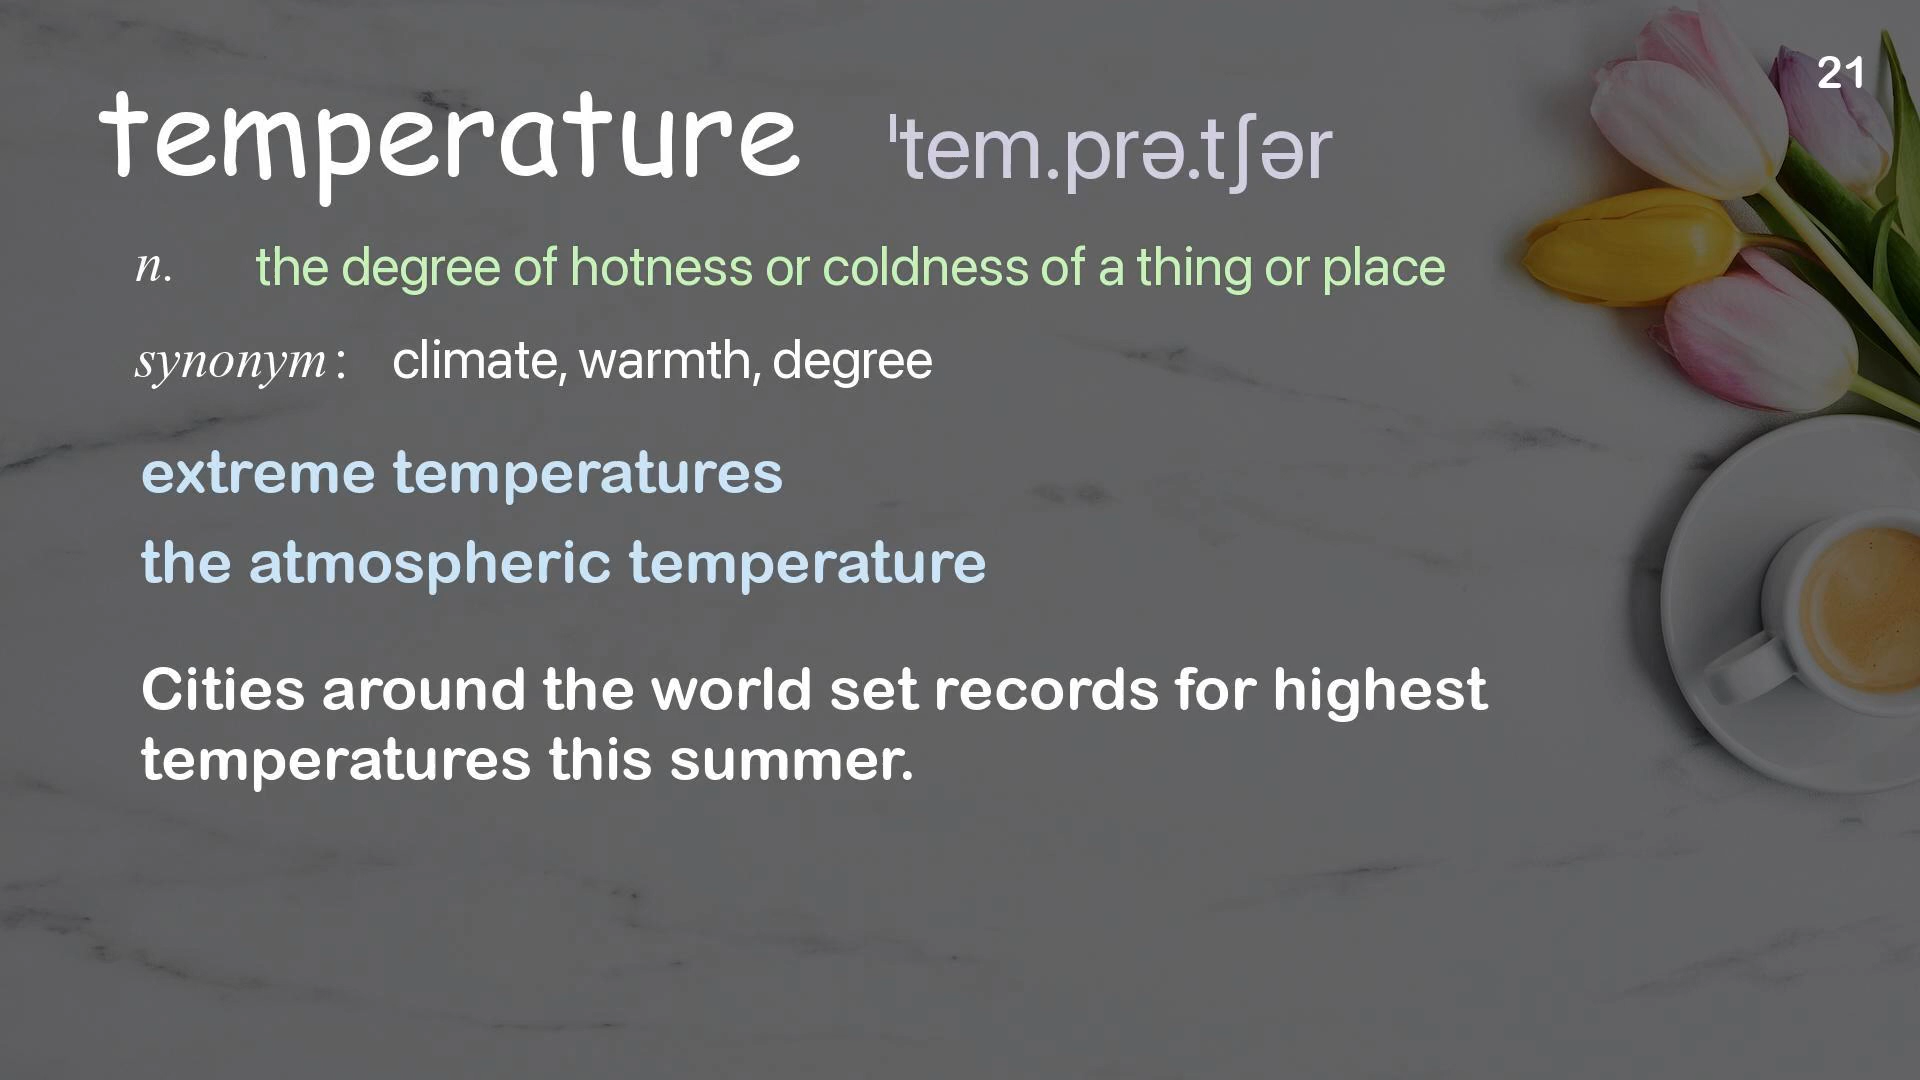 21
temperature ˈtem.prə.tʃər
n. the degree of hotness or coldness of a thing or place
synonym: climate, warmth, degree
extreme temperatures
the atmospheric temperature
Cities around the world set records for highest
temperatures this summer.